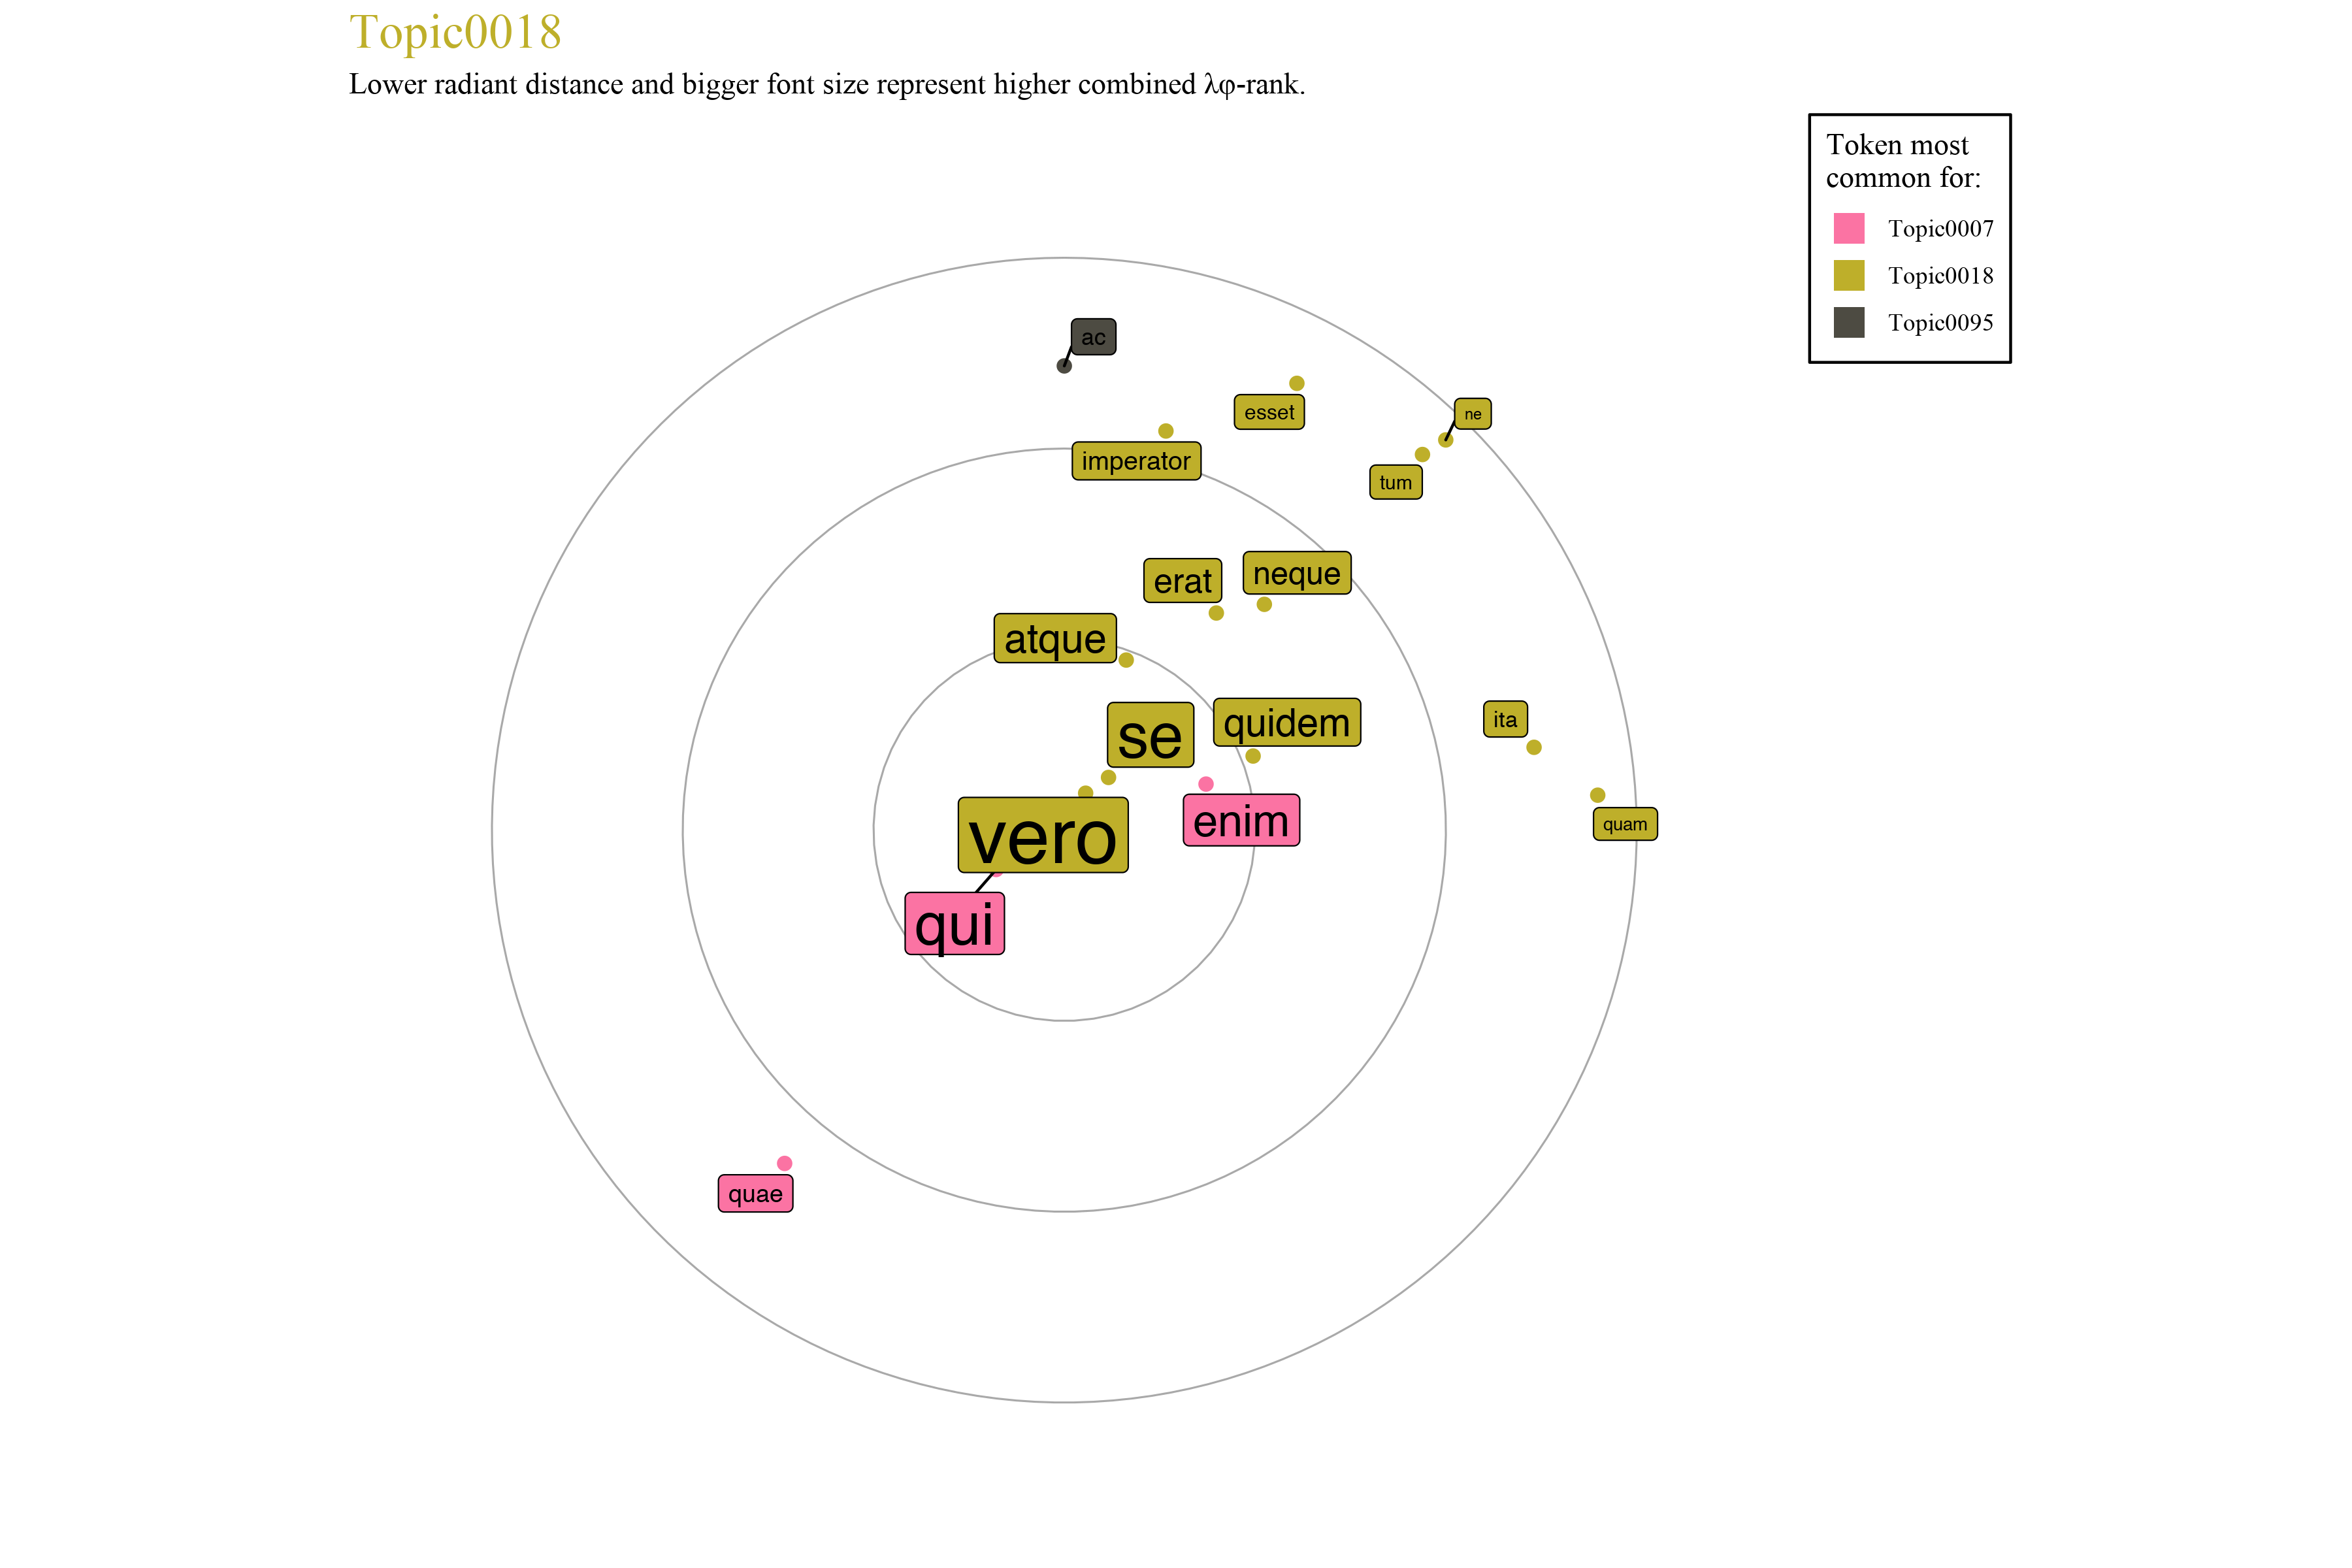 Topic0018
Lower radiant distance and bigger font size represent higher combined λφ-rank.
Token most
common for:
Topic0007
Topic0018
Topic0095
ac
esset
ne
imperator
tum
erat
neque
atque
se
quidem
ita
vero
enim
quam
qui
quae